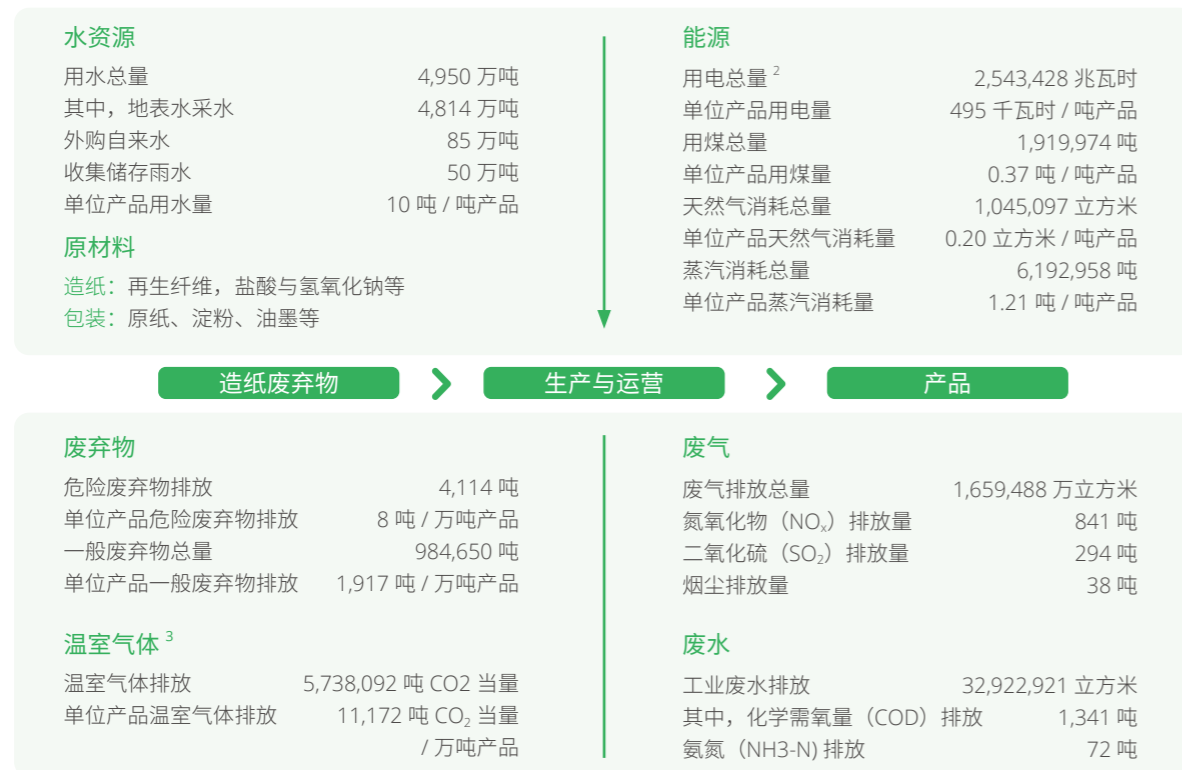 水资源
用水总量 4,950 万吨
其中，地表水采水 4,814 万吨
外购自来水 85 万吨
收集储存雨水 50 万吨
单位产品用水量 10 吨 / 吨产品
原材料
造纸：再生纤维，盐酸与氢氧化钠等
包装：原纸、淀粉、油墨等
能源
用电总量 2 2,543,428 兆瓦时
单位产品用电量 495 千瓦时 / 吨产品
用煤总量 1,919,974 吨
单位产品用煤量 0.37 吨 / 吨产品
天然气消耗总量 1,045,097 立方米
单位产品天然气消耗量 0.20 立方米 / 吨产品
蒸汽消耗总量 6,192,958 吨
单位产品蒸汽消耗量 1.21 吨 / 吨产品
造纸废弃物 生产与运营 产品
废弃物
危险废弃物排放 4,114 吨
单位产品危险废弃物排放 8 吨 / 万吨产品
一般废弃物总量 984,650 吨
单位产品一般废弃物排放 1,917 吨 / 万吨产品
温室气体 3
温室气体排放 5,738,092 吨 CO2 当量
单位产品温室气体排放 11,172 吨 CO₂ 当量
/ 万吨产品
废气
废气排放总量 1,659,488 万立方米
氮氧化物（NOₓ）排放量 841 吨
二氧化硫（SO₂）排放量 294 吨
烟尘排放量 38 吨
废水
工业废水排放 32,922,921 立方米
其中，化学需氧量（COD）排放 1,341 吨
氨氮（NH3-N) 排放 72 吨